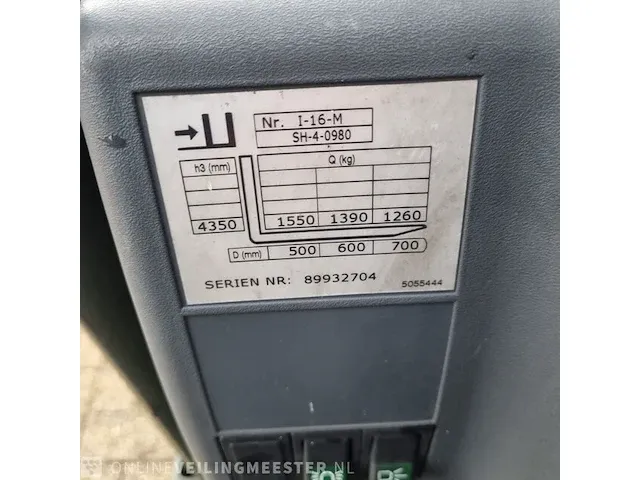 Nr. I-16-M
SH-4-0980
h3 (mm) Q (kg)
4350 1550 1390 1260
D (mm) 500 600 700
SERIEN NR: 89932704
5055444
ONLINEVEILINGMEESTER.NL